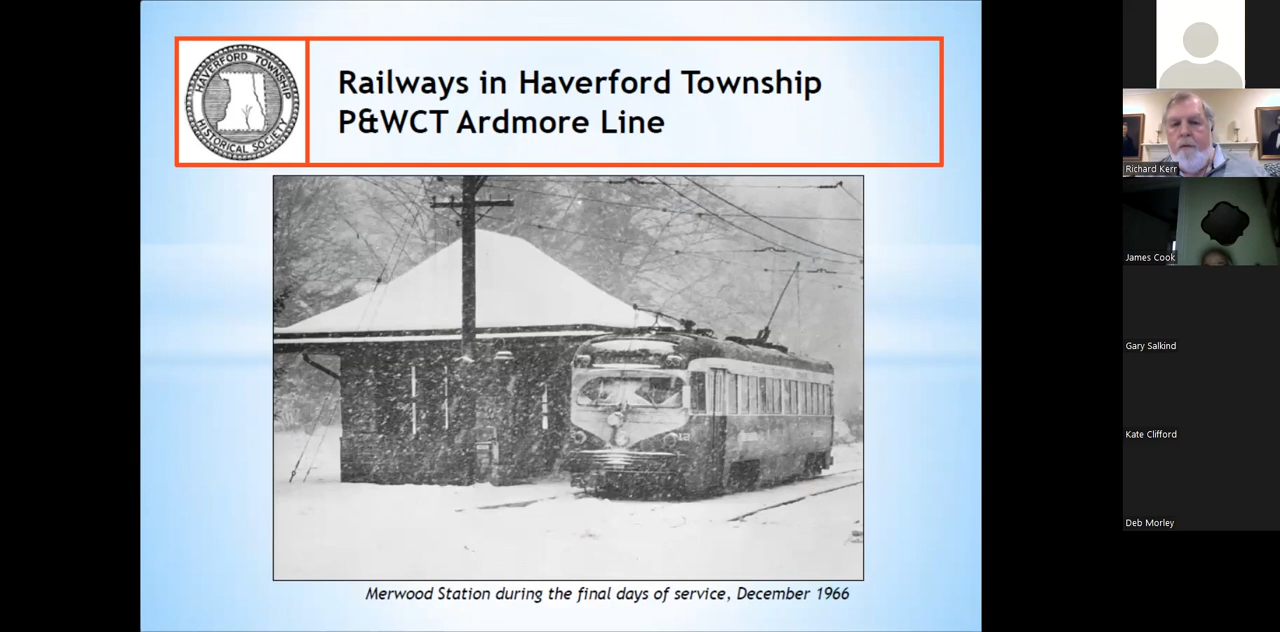 HAVERFORD TOWNSHIP
HISTORICAL SOCIETY
Railways in Haverford Township
P&WCT Ardmore Line
12
Merwood Station during the final days of service, December 1966
Richard Kerr
James Cook
Gary Salkind
Kate Clifford
Deb Morley